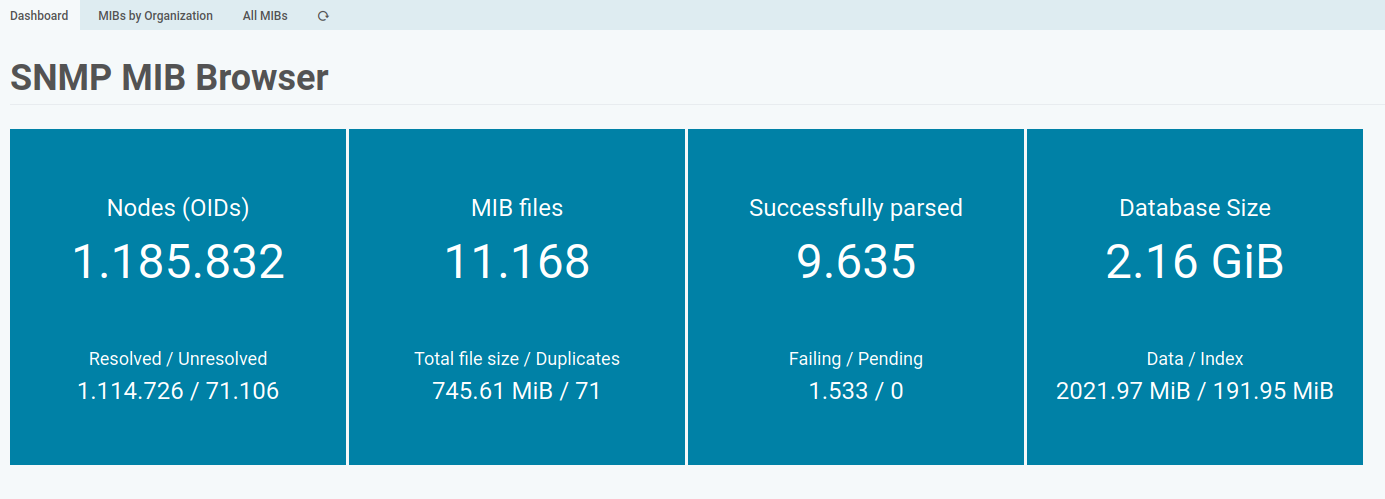 Dashboard MIBs by Organization All MIBs
SNMP MIB Browser
Nodes (OIDs)
1.185.832
Resolved / Unresolved
1.114.726 / 71.106
MIB files
11.168
Total file size / Duplicates
745.61 MiB / 71
Successfully parsed
9.635
Failing / Pending
1.533 / 0
Database Size
2.16 GiB
Data / Index
2021.97 MiB / 191.95 MiB